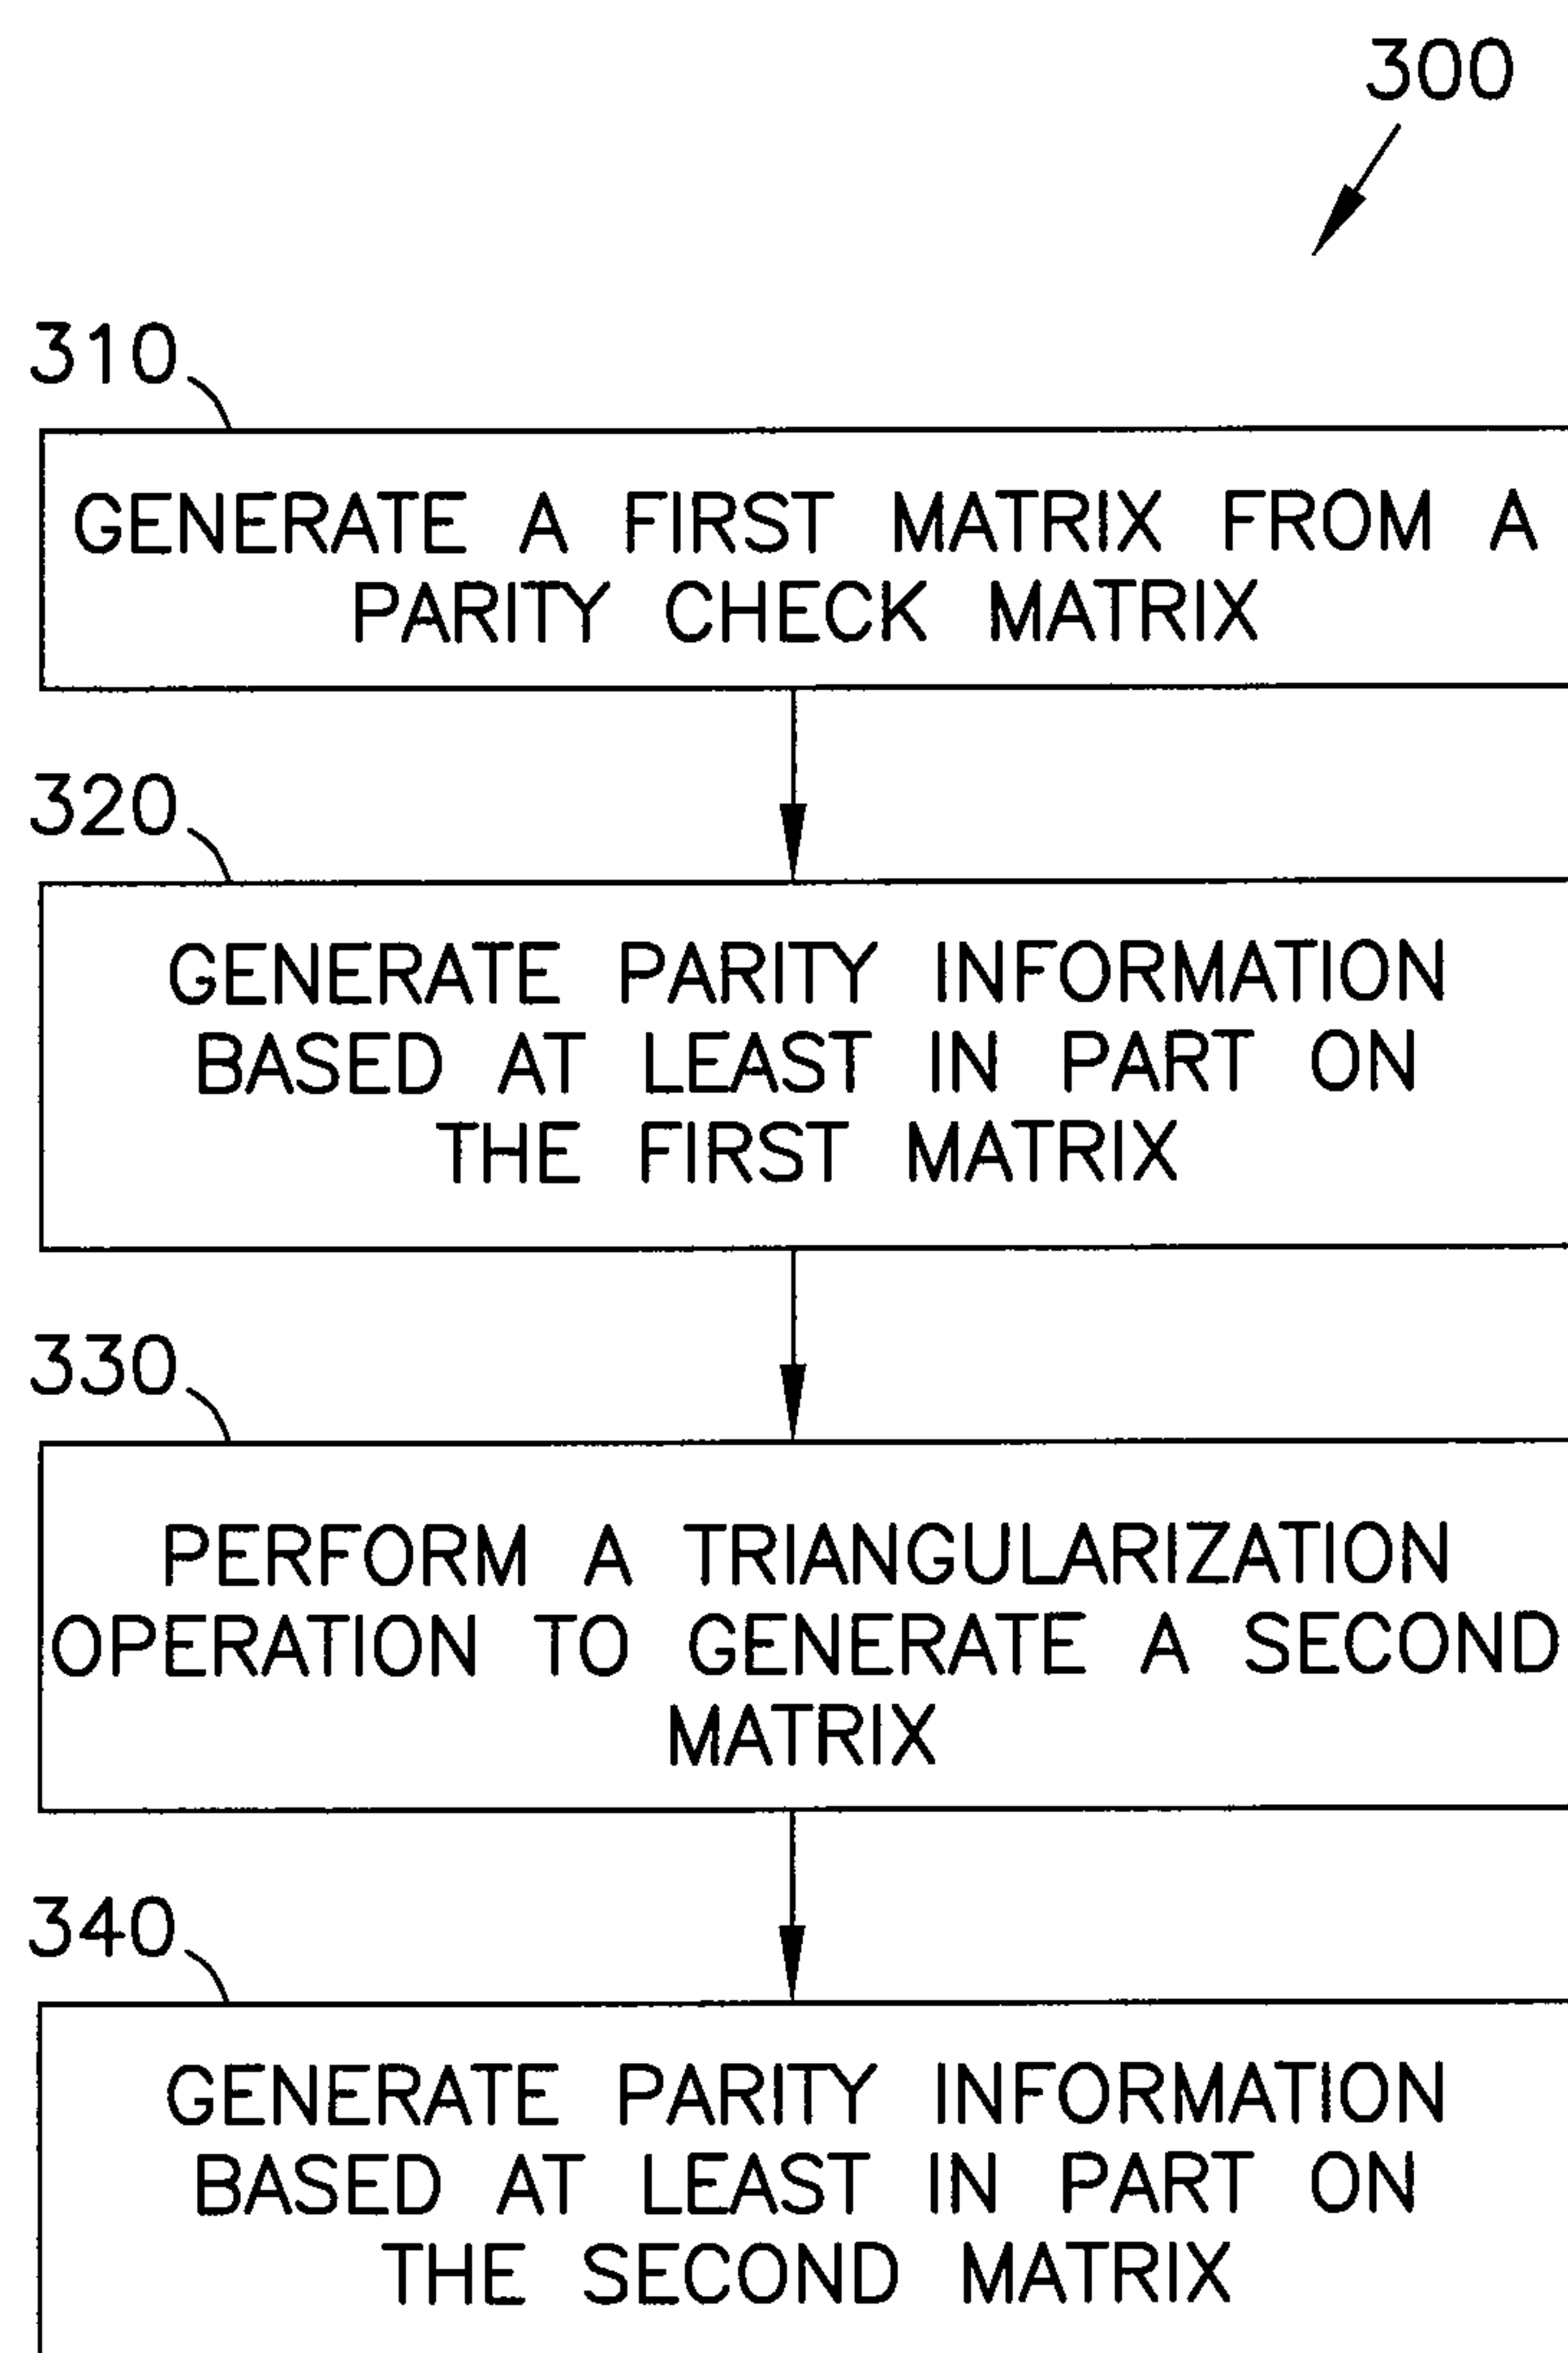 300
310
GENERATE A FIRST MATRIX FROM A
PARITY CHECK MATRIX
320
GENERATE PARITY INFORMATION
BASED AT LEAST IN PART ON
THE FIRST MATRIX
330
PERFORM A TRIANGULARIZATION
OPERATION TO GENERATE A SECOND
MATRIX
340
GENERATE PARITY INFORMATION
BASED AT LEAST IN PART ON
THE SECOND MATRIX